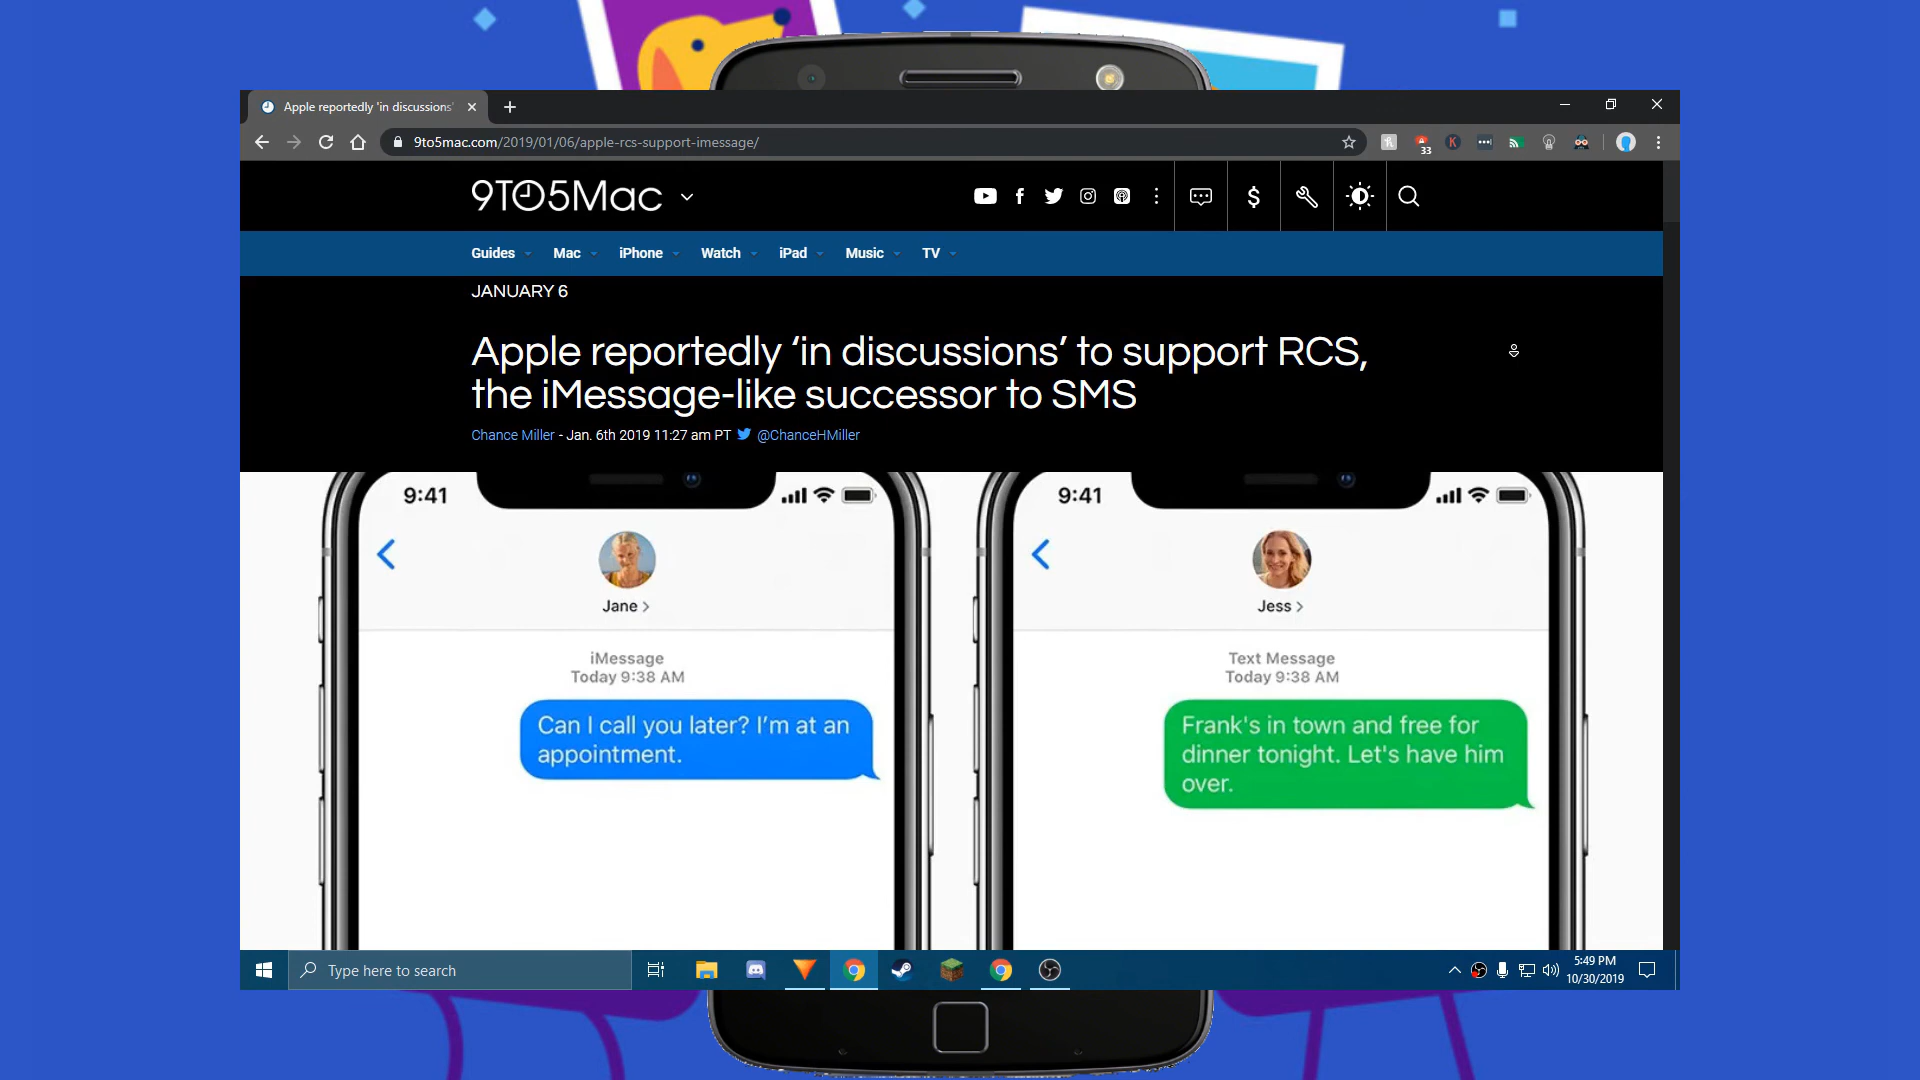 Apple reportedly 'in discussions'
9to5mac.com/2019/01/06/apple-rcs-support-imessage/
33
K
9TO5Mac
$
Guides Mac iPhone Watch iPad Music TV
JANUARY 6
Apple reportedly ‘in discussions’ to support RCS,
the iMessage-like successor to SMS
Chance Miller - Jan. 6th 2019 11:27 am PT @ChanceHMiller
9:41
Jane >
iMessage
Today 9:38 AM
Can I call you later? I’m at an
appointment.
9:41
Jess >
Text Message
Today 9:38 AM
Frank's in town and free for
dinner tonight. Let's have him
over.
Type here to search
5:49 PM
10/30/2019